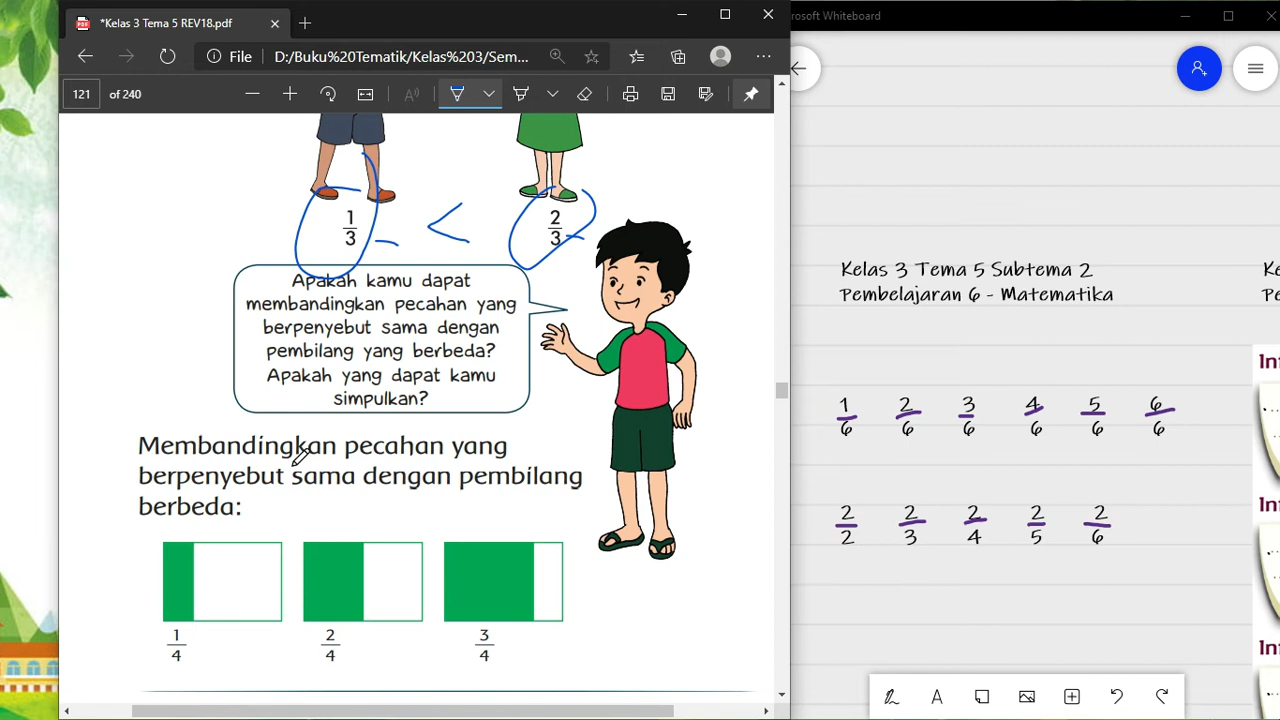 *Kelas 3 Tema 5 REV18.pdf
File
D:/Buku%20Tematik/Kelas%203/Sem...
121 of 240
1/3 < 2/3
Apakah kamu dapat
membandingkan pecahan yang
berpenyebut sama dengan
pembilang yang berbeda?
Apakah yang dapat kamu
simpulkan?
Membandingkan pecahan yang
berpenyebut sama dengan pembilang
berbeda:
1/4 2/4 3/4
rosoft Whiteboard
Kelas 3 Tema 5 Subtema 2
Pembelajaran 6 - Matematika
1/6 2/6 3/6 4/6 5/6 6/6
2/2 2/3 2/4 2/5 2/6